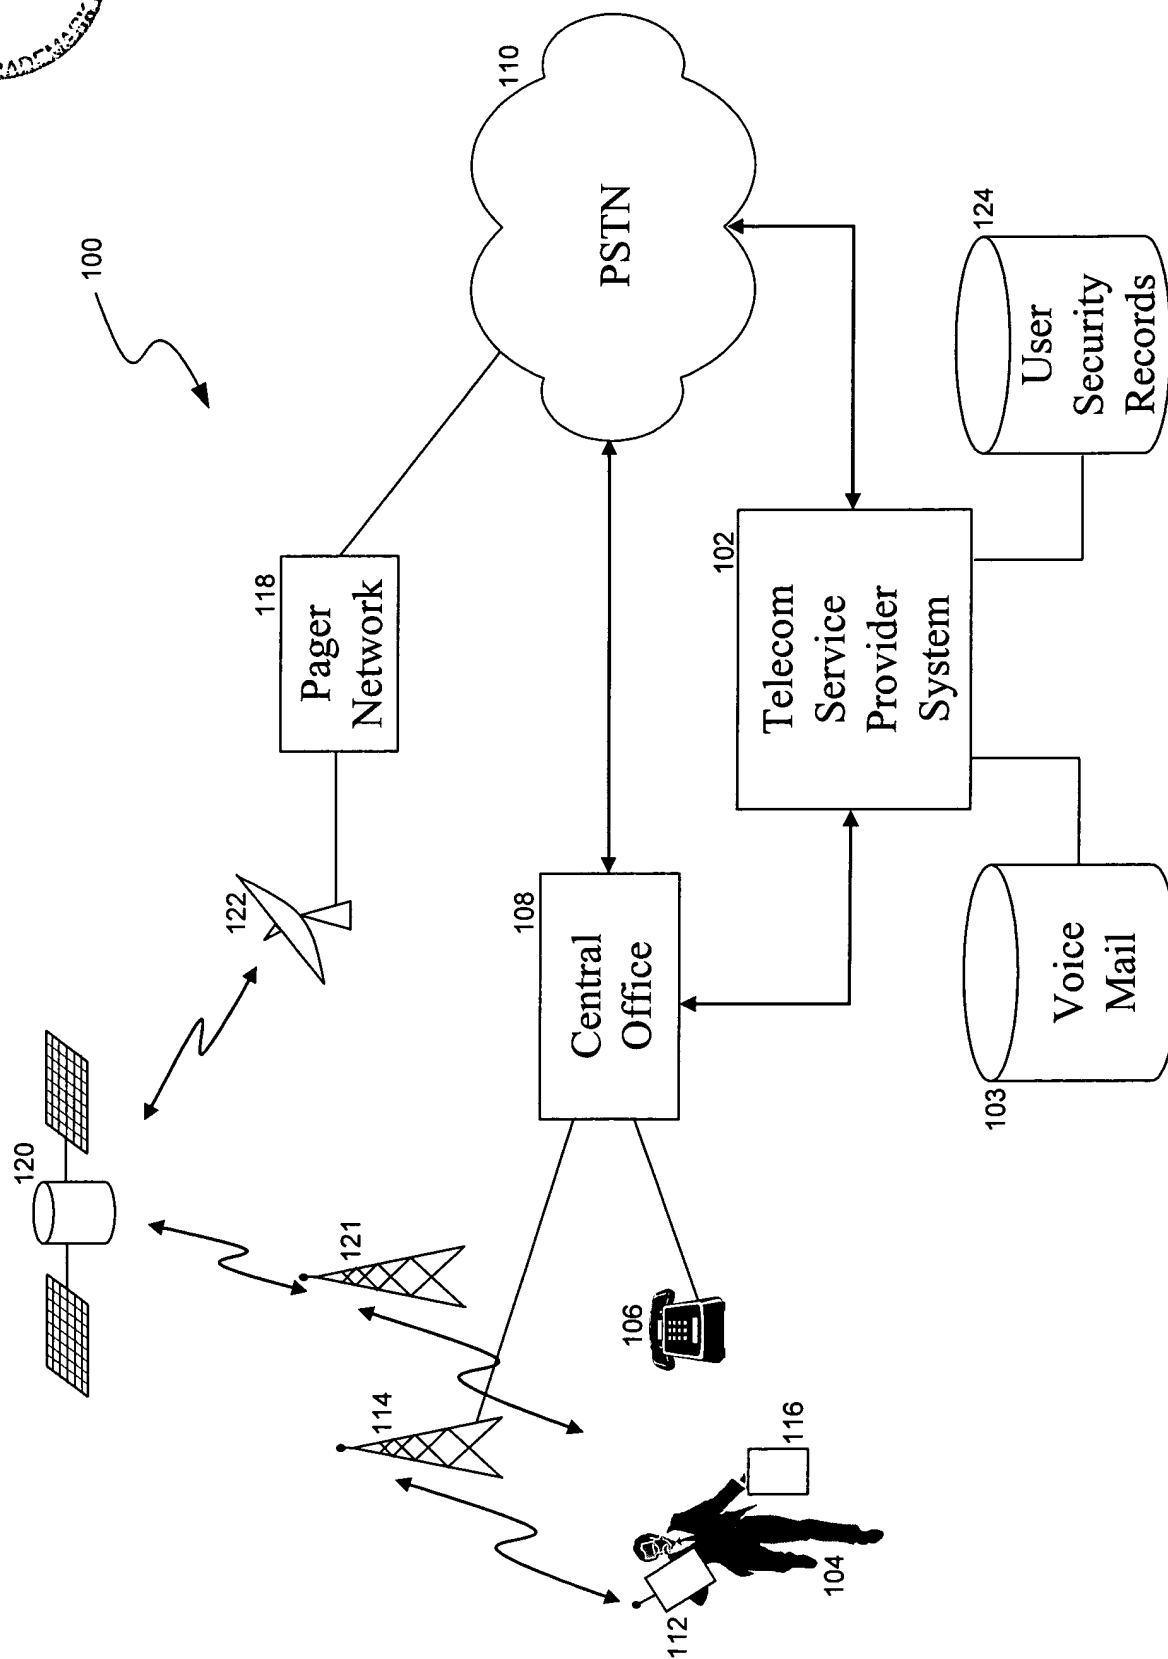 100
120
122
118
Pager
Network
110
PSTN
121
114
108
Central
Office
102
Telecom
Service
Provider
System
106
112
104
116
103
Voice
Mail
124
User
Security
Records